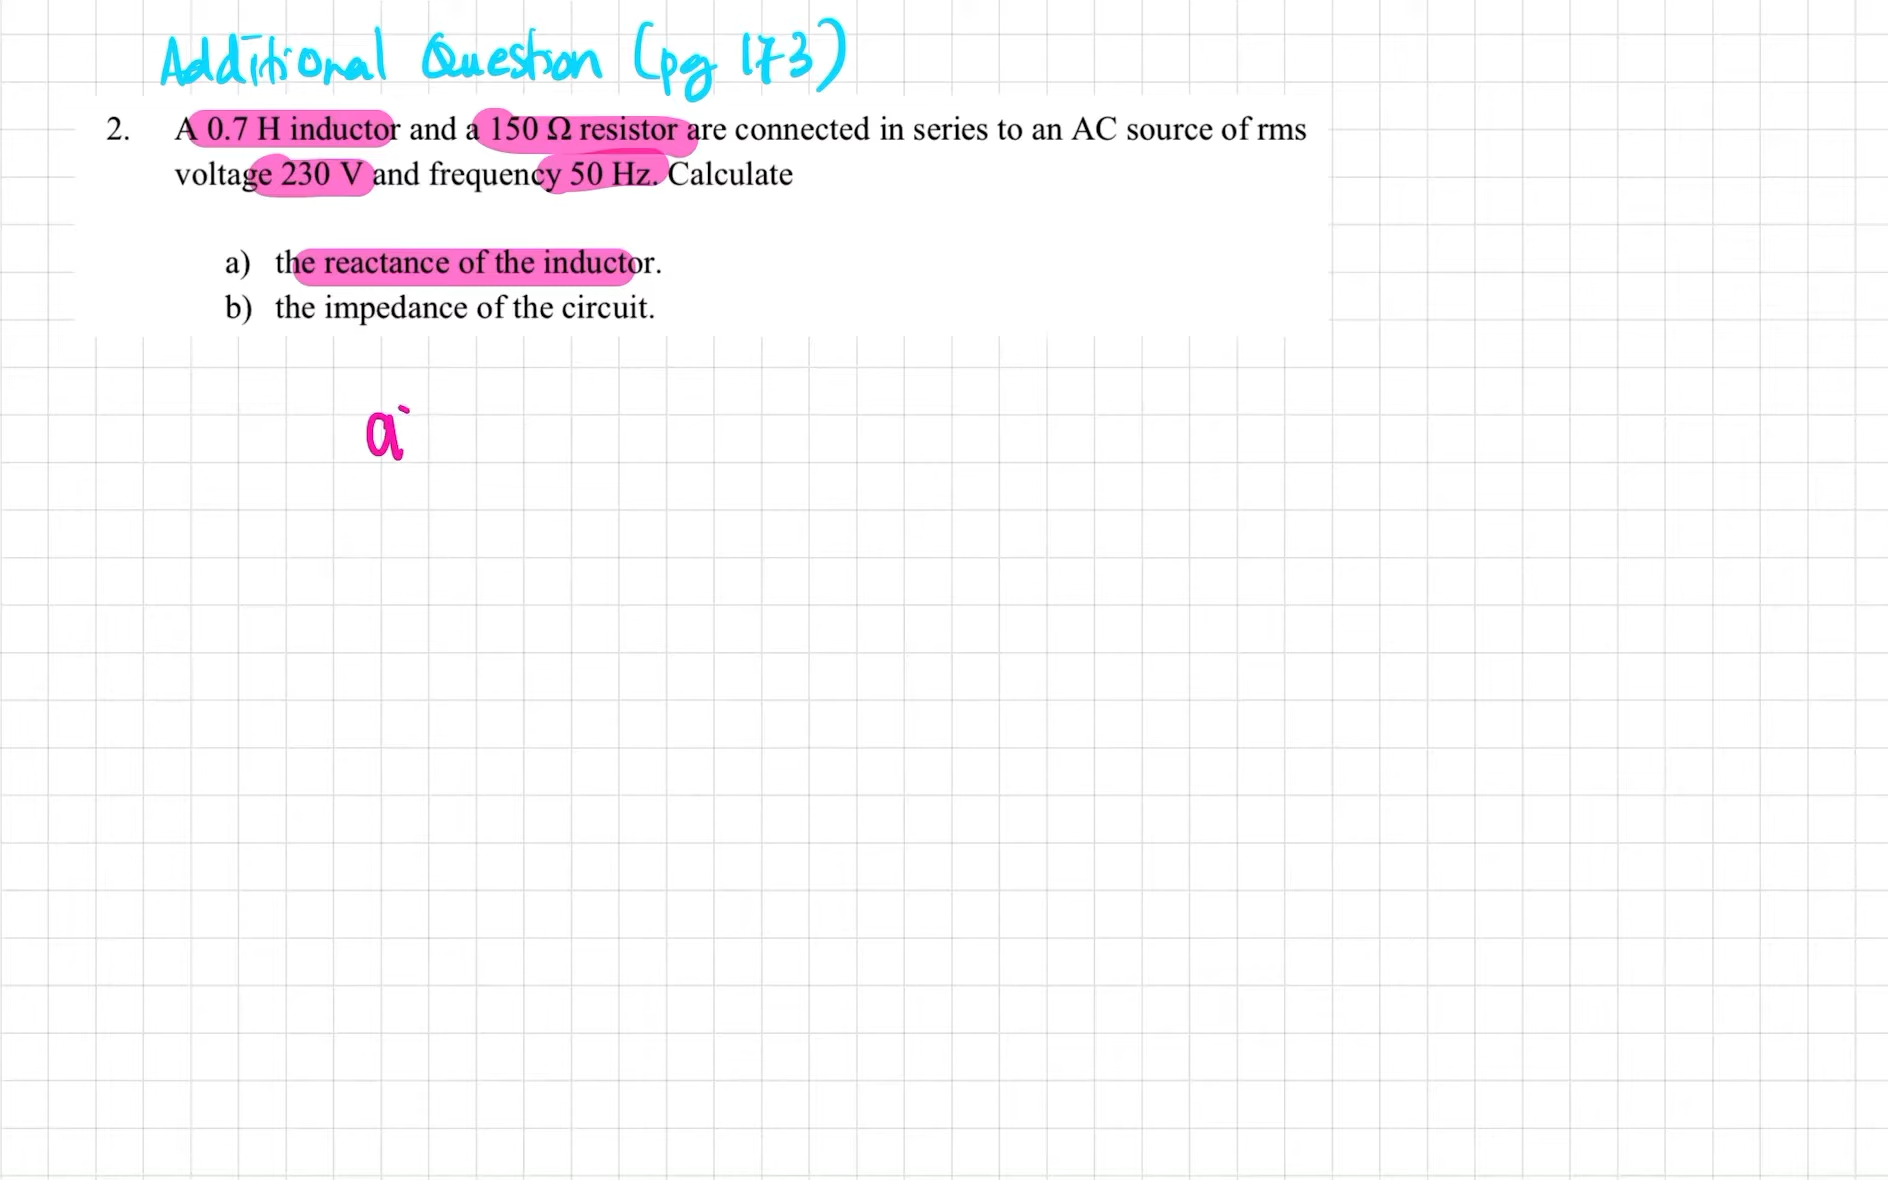 Additional Question (pg 173)
2. A 0.7 H inductor and a 150 Ω resistor are connected in series to an AC source of rms
voltage 230 V and frequency 50 Hz. Calculate
a) the reactance of the inductor.
b) the impedance of the circuit.
a